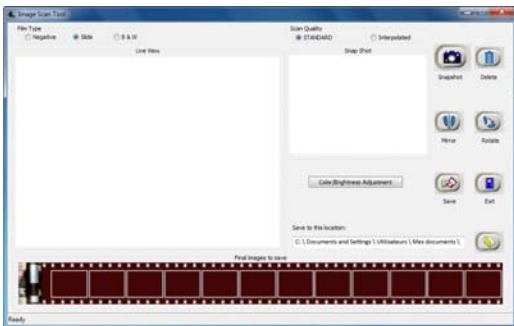 Image Scan Tool
Film Type
Negative
Slide
B & W
Scan Quality
STANDARD
Interpolated
Live View
Snap Shot
Snapshot
Delete
Mirror
Rotate
Color/Brightness Adjustment
Save
Exit
Save to this location:
C: \ Documents and Settings \ Utilisateurs \ Mes documents \
Final images to save
Ready